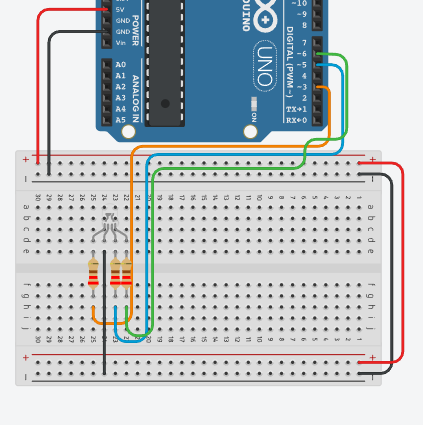 5V
GND
GND
Vin
POWER
A0
A1
A2
A3
A4
A5
ANALOG IN
UNO
ON
~10
~9
8
7
~6
~5
4
~3
2
TX→1
RX←0
DIGITAL (PWM~)
+
−
30 29 28 27 26 25 24 23 22 21 20 19 18 17 16 15 14 13 12 11 10 9 8 7 6 5 4 3 2 1
a
b
c
d
e
f
g
h
i
j
+
−